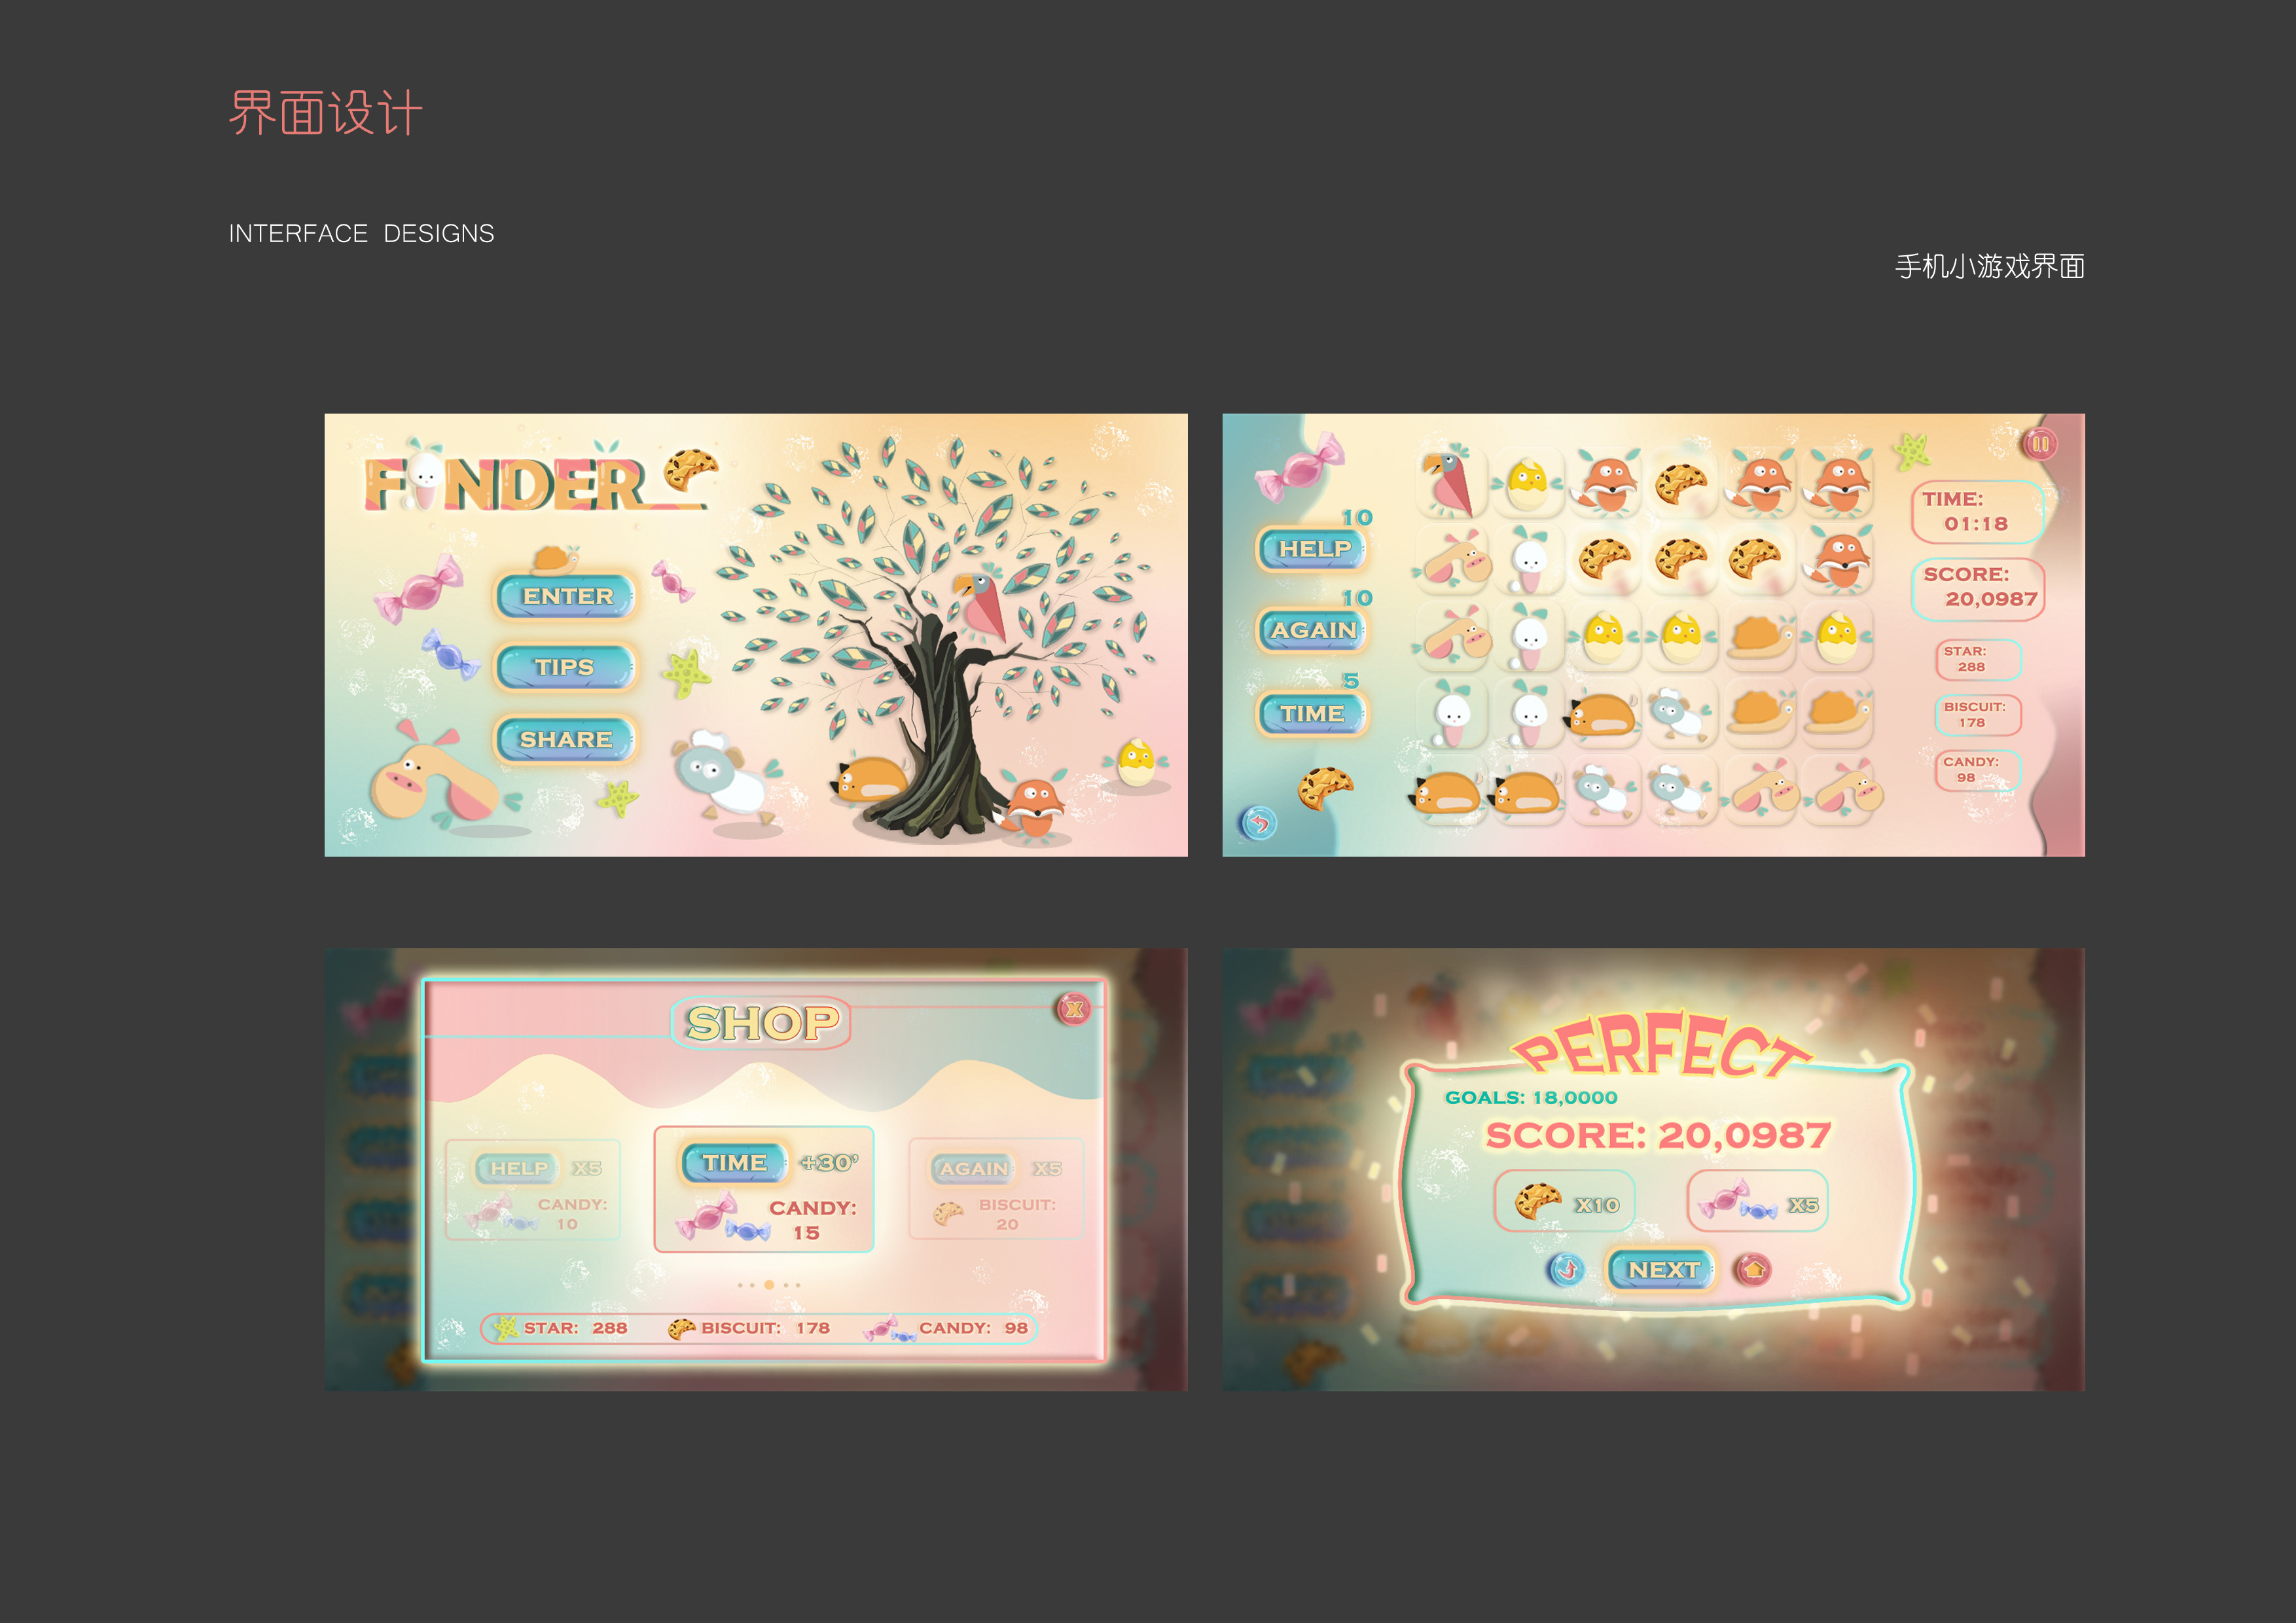 界面设计
INTERFACE DESIGNS
手机小游戏界面
FINDER
ENTER
TIPS
SHARE
10
HELP
10
AGAIN
5
TIME
TIME:
01:18
SCORE:
20,0987
STAR:
288
BISCUIT:
178
CANDY:
98
SHOP
X
HELP X5
CANDY:
10
TIME +30'
CANDY:
15
AGAIN X5
BISCUIT:
20
STAR: 288 BISCUIT: 178 CANDY: 98
PERFECT
GOALS: 18,0000
SCORE: 20,0987
X10 X5
NEXT